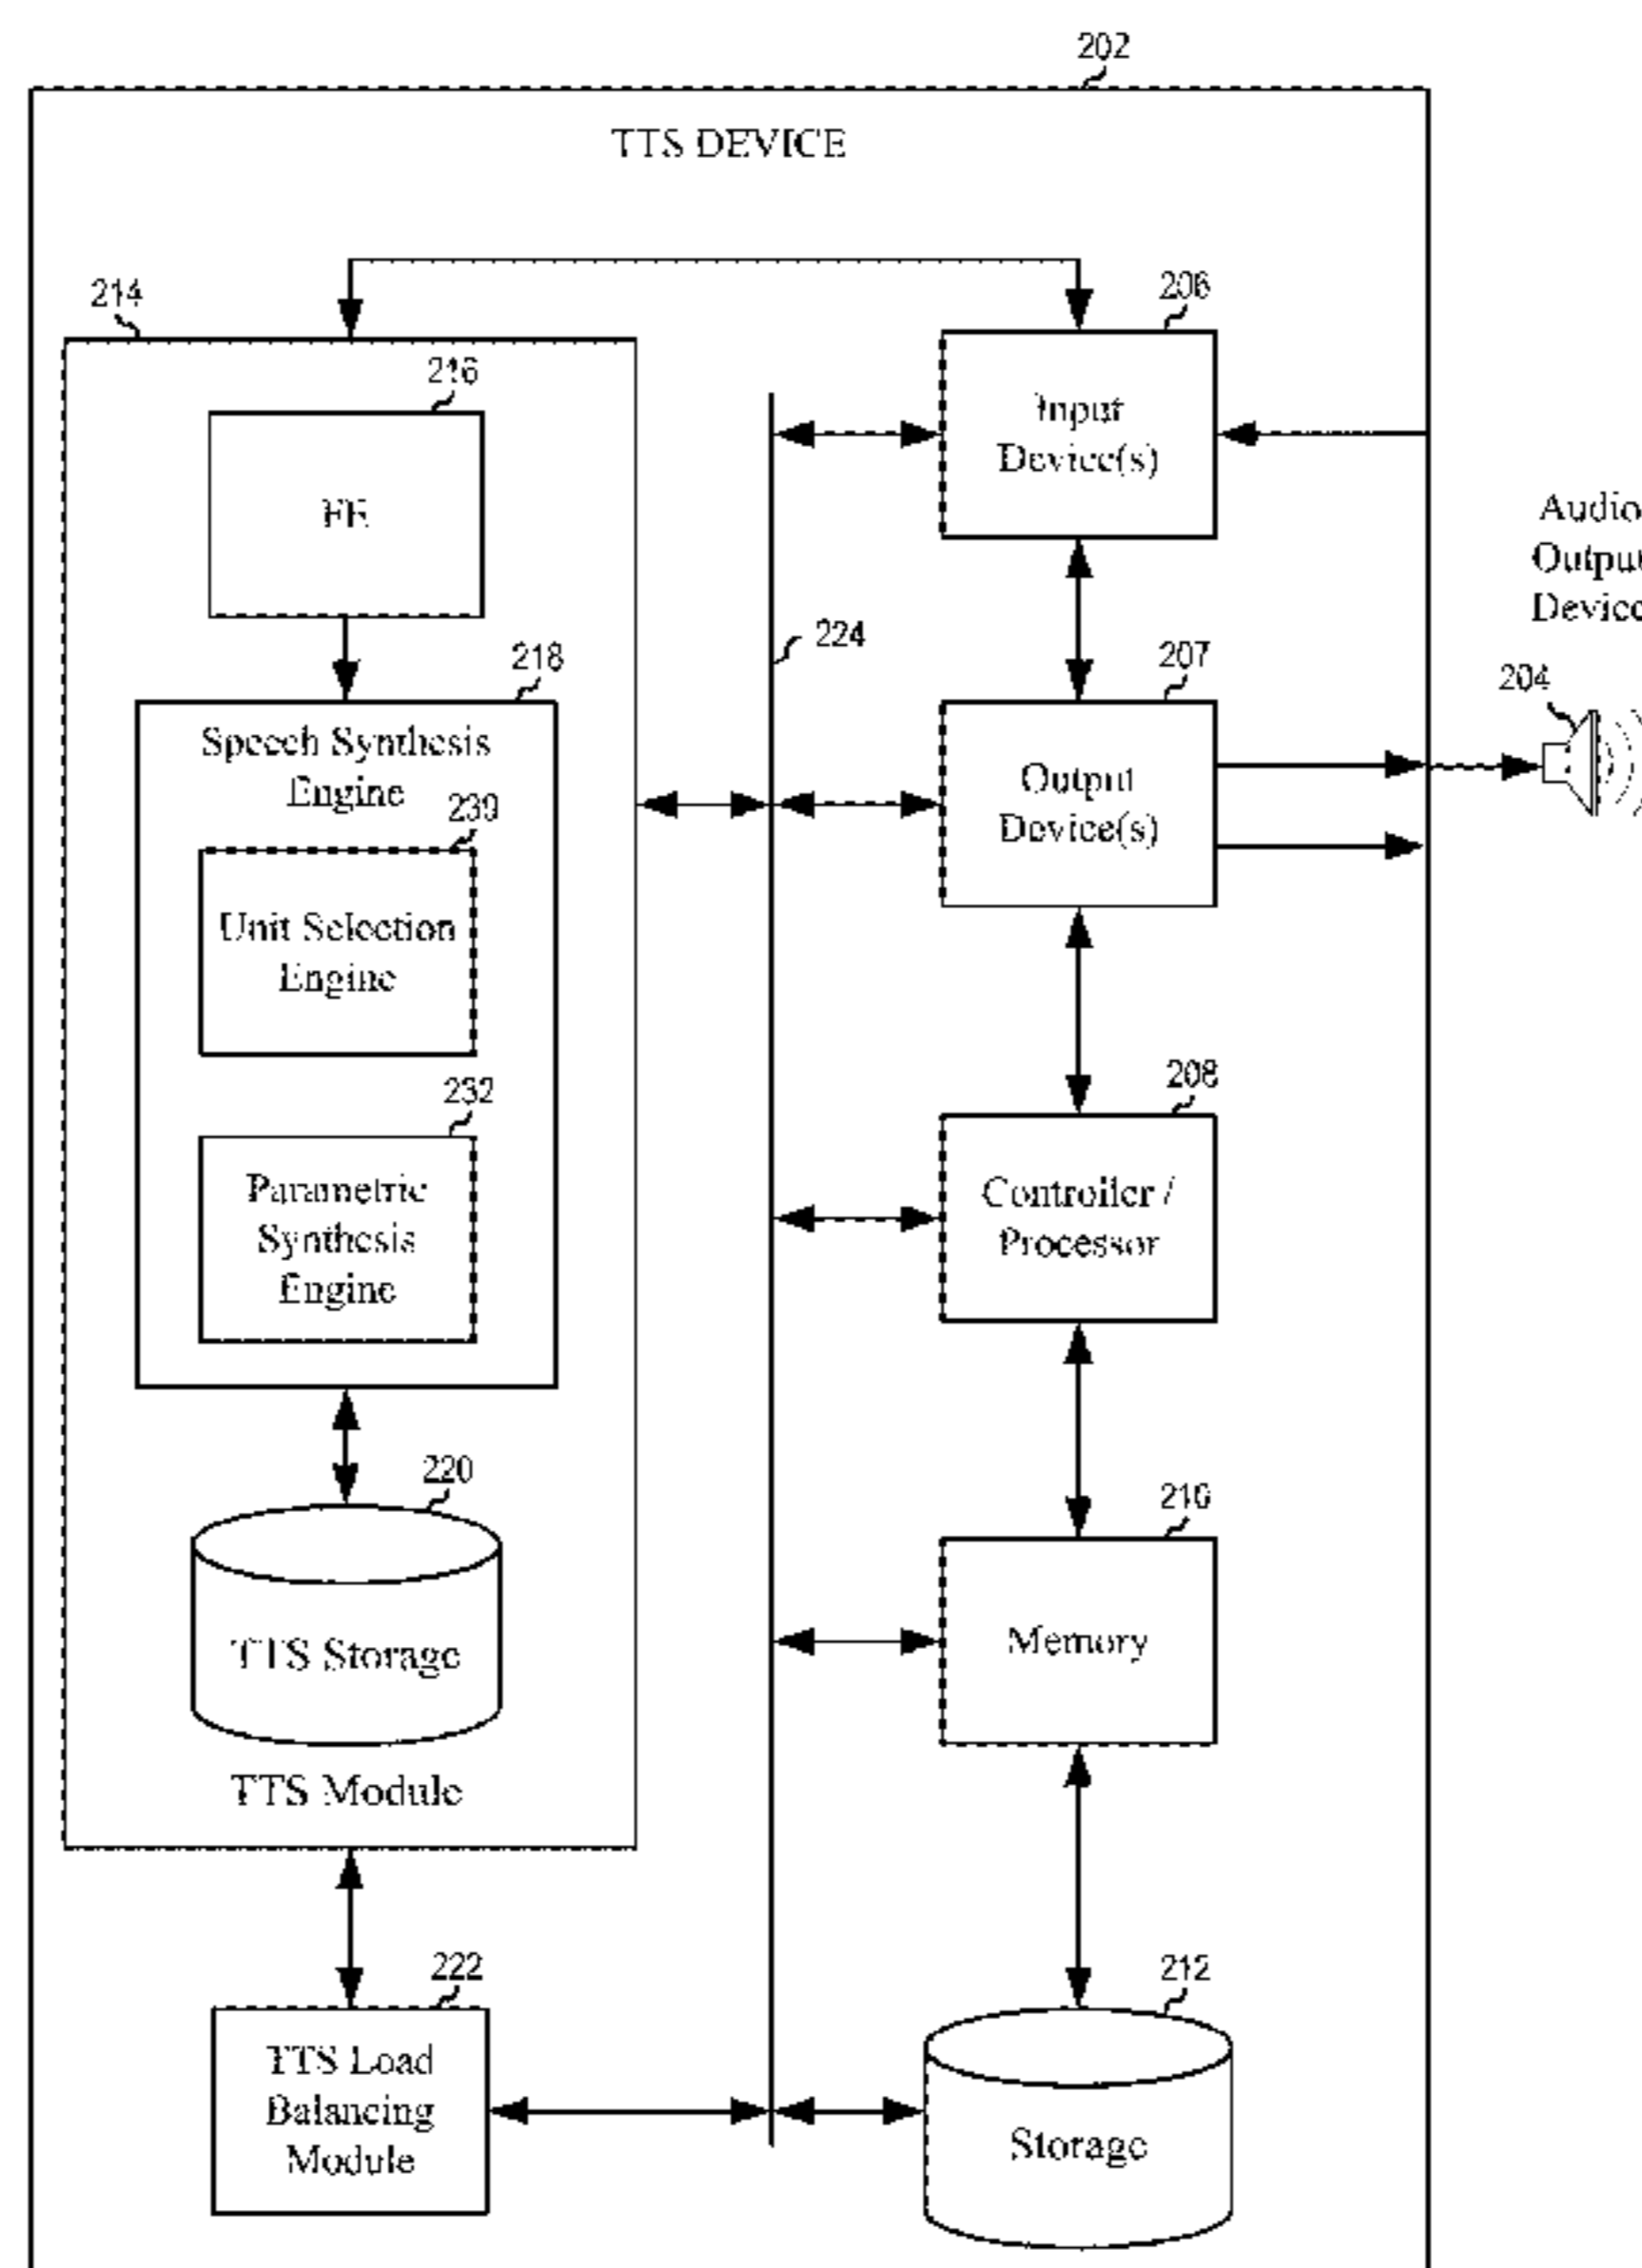 202
TTS DEVICE
214
206
216
Input
Device(s)
FE
Audio
Output
Device
224
218
207
204
Speech Synthesis
Engine
Output
Device(s)
239
Unit Selection
Engine
208
232
Controller /
Processor
Parametric
Synthesis
Engine
220
210
TTS Storage
Memory
TTS Module
222
212
TTS Load
Balancing
Module
Storage